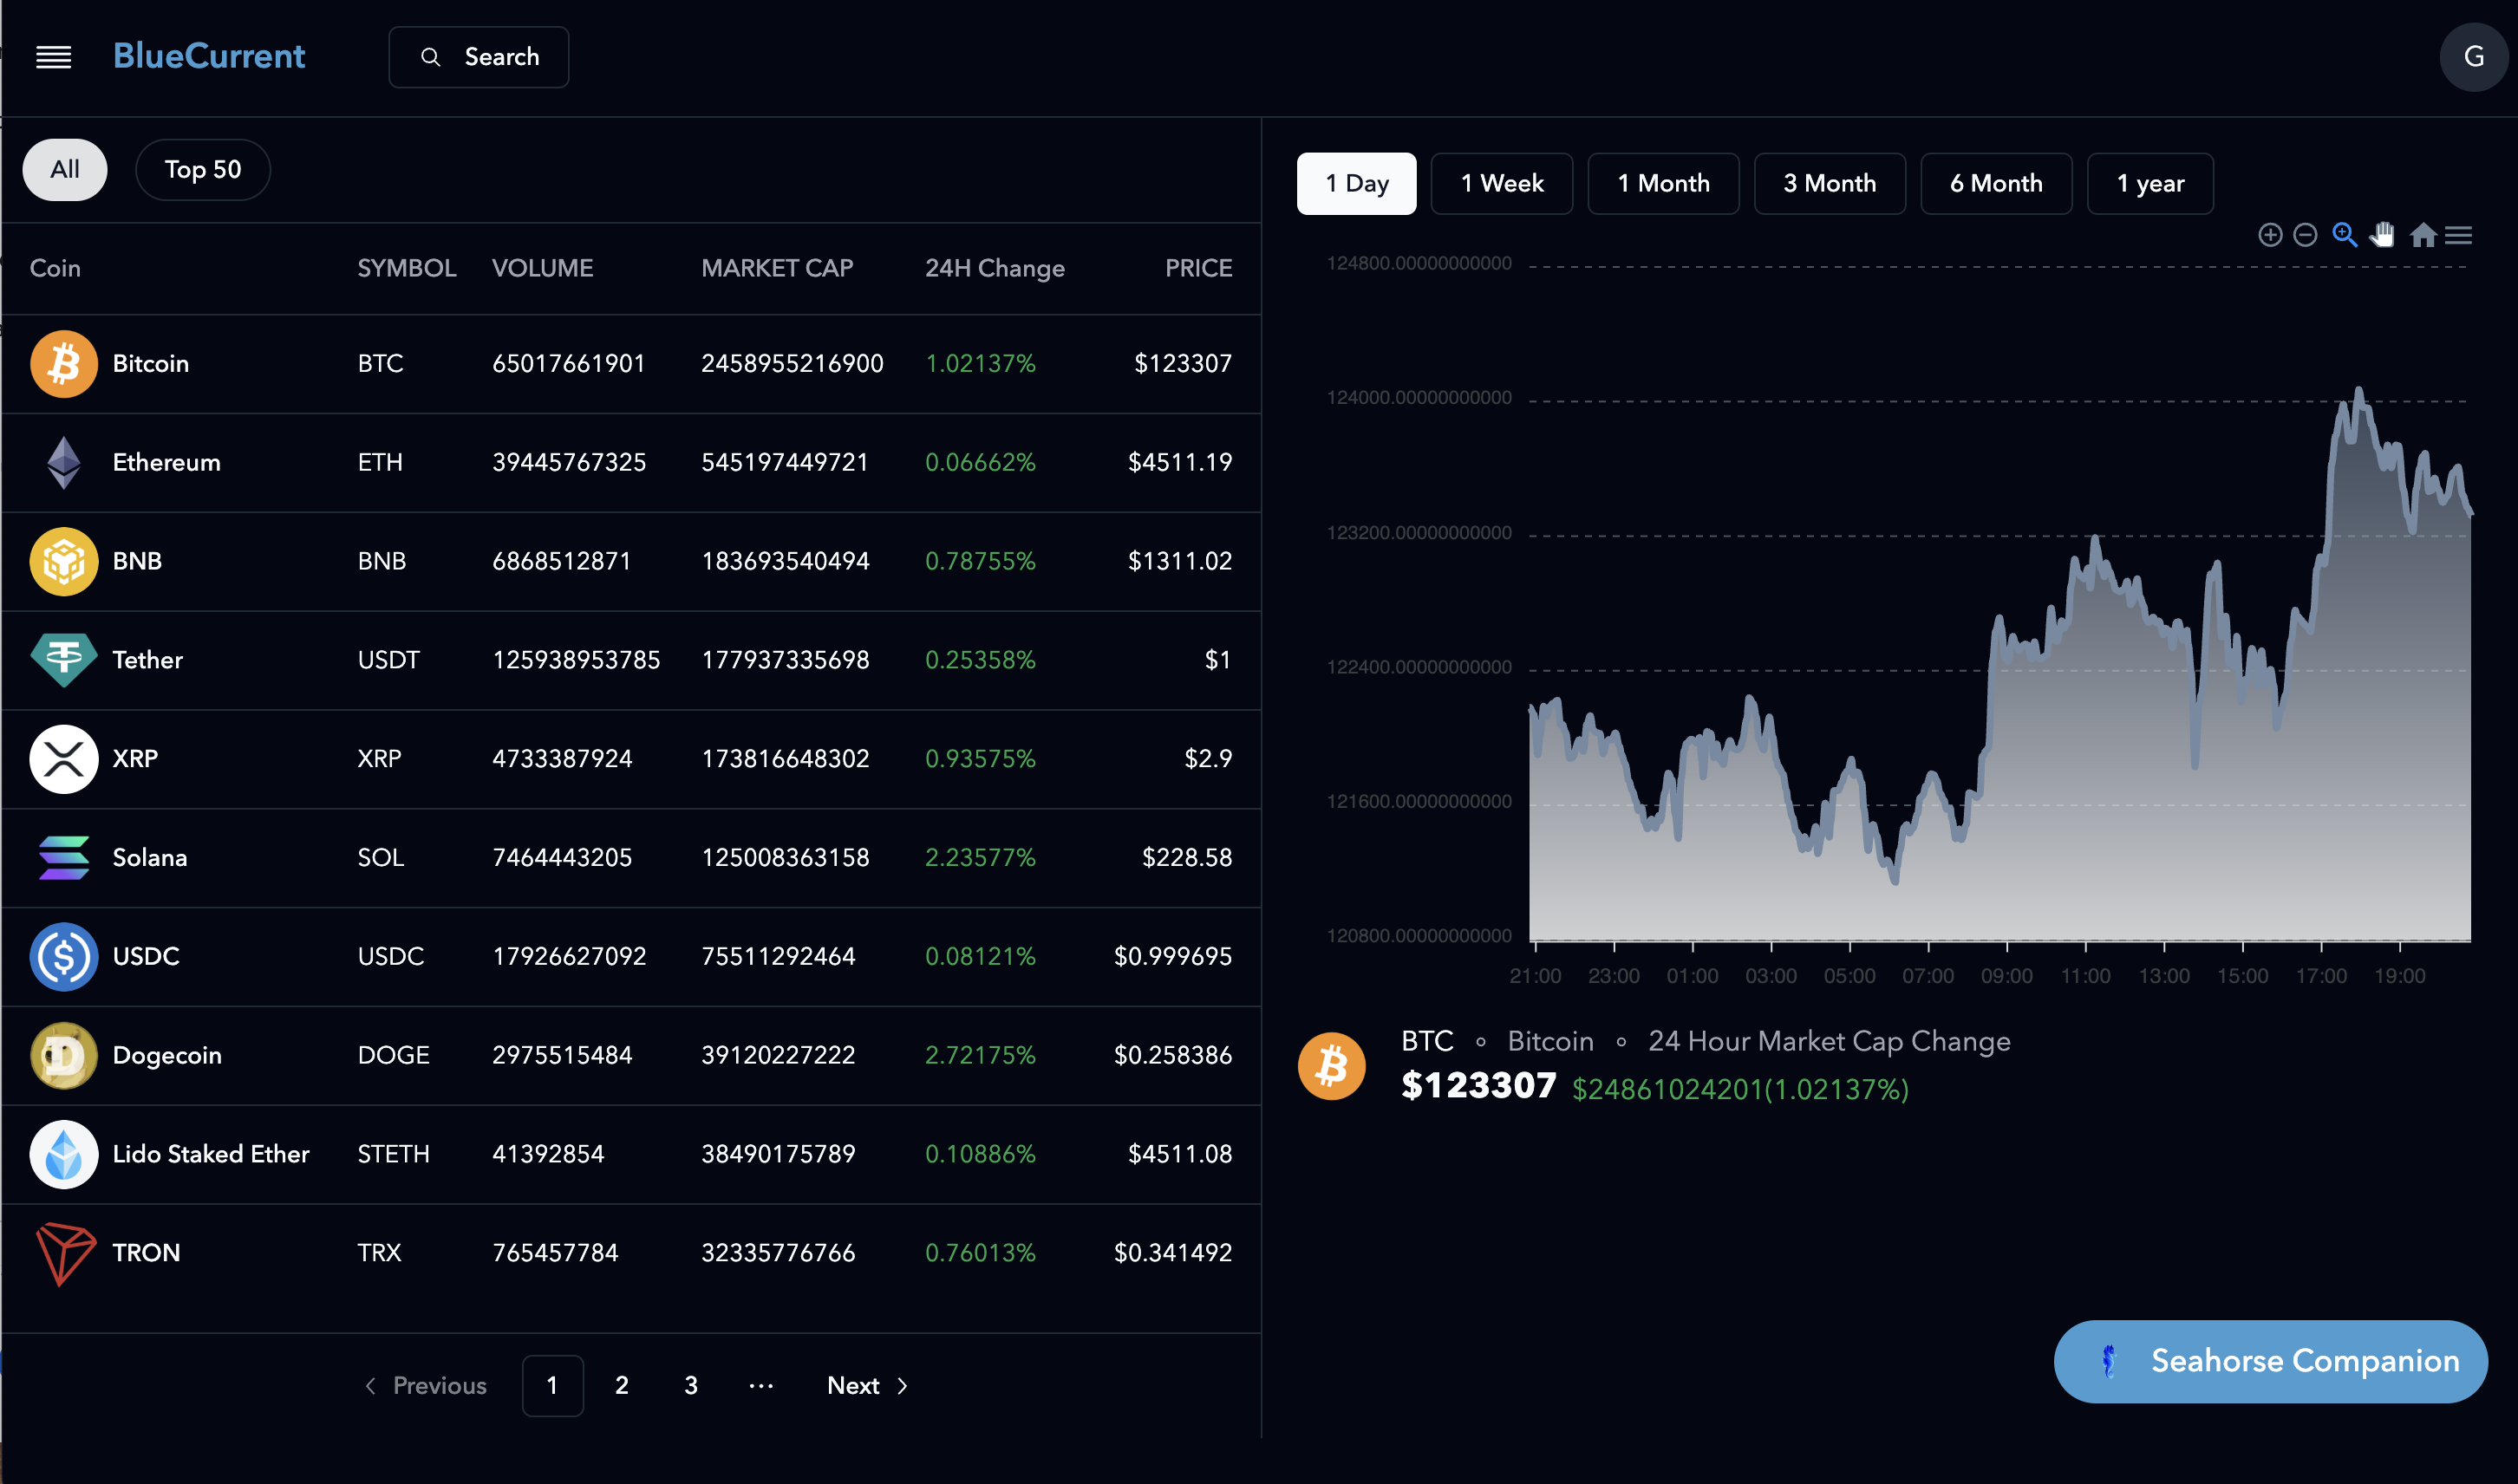 BlueCurrent Search G
All Top 50
Coin SYMBOL VOLUME MARKET CAP 24H Change PRICE
Bitcoin BTC 65017661901 2458955216900 1.02137% $123307
Ethereum ETH 39445767325 545197449721 0.06662% $4511.19
BNB BNB 6868512871 183693540494 0.78755% $1311.02
Tether USDT 125938953785 177937335698 0.25358% $1
XRP XRP 4733387924 173816648302 0.93575% $2.9
Solana SOL 7464443205 125008363158 2.23577% $228.58
USDC USDC 17926627092 75511292464 0.08121% $0.999695
Dogecoin DOGE 2975515484 39120227222 2.72175% $0.258386
Lido Staked Ether STETH 41392854 38490175789 0.10886% $4511.08
TRON TRX 765457784 32335776766 0.76013% $0.341492
Previous 1 2 3 ··· Next
1 Day 1 Week 1 Month 3 Month 6 Month 1 year
124800.00000000000
124000.00000000000
123200.00000000000
122400.00000000000
121600.00000000000
120800.00000000000
21:00 23:00 01:00 03:00 05:00 07:00 09:00 11:00 13:00 15:00 17:00 19:00
BTC ∘ Bitcoin ∘ 24 Hour Market Cap Change
$123307 $24861024201(1.02137%)
Seahorse Companion